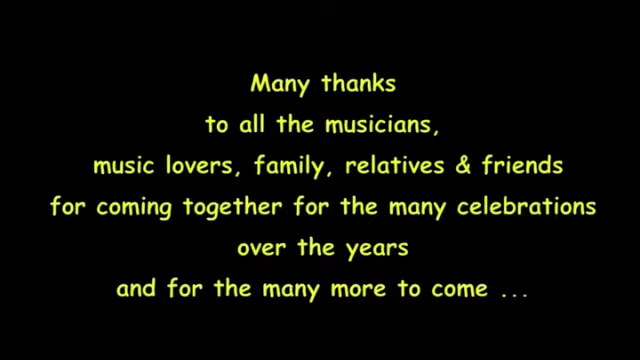 Many thanks
to all the musicians,
music lovers, family, relatives & friends
for coming together for the many celebrations
over the years
and for the many more to come ...